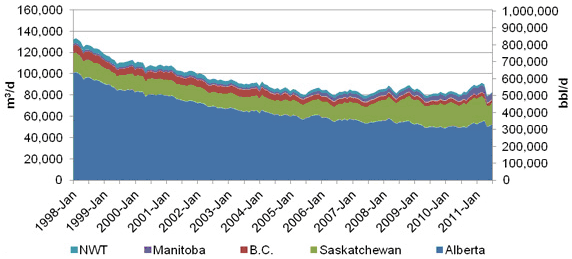 160,000
140,000
120,000
100,000
80,000
60,000
40,000
20,000
0
m³/d
1,000,000
900,000
800,000
700,000
600,000
500,000
400,000
300,000
200,000
100,000
0
bbl/d
1998-Jan
1999-Jan
2000-Jan
2001-Jan
2002-Jan
2003-Jan
2004-Jan
2005-Jan
2006-Jan
2007-Jan
2008-Jan
2009-Jan
2010-Jan
2011-Jan
NWT Manitoba B.C. Saskatchewan Alberta